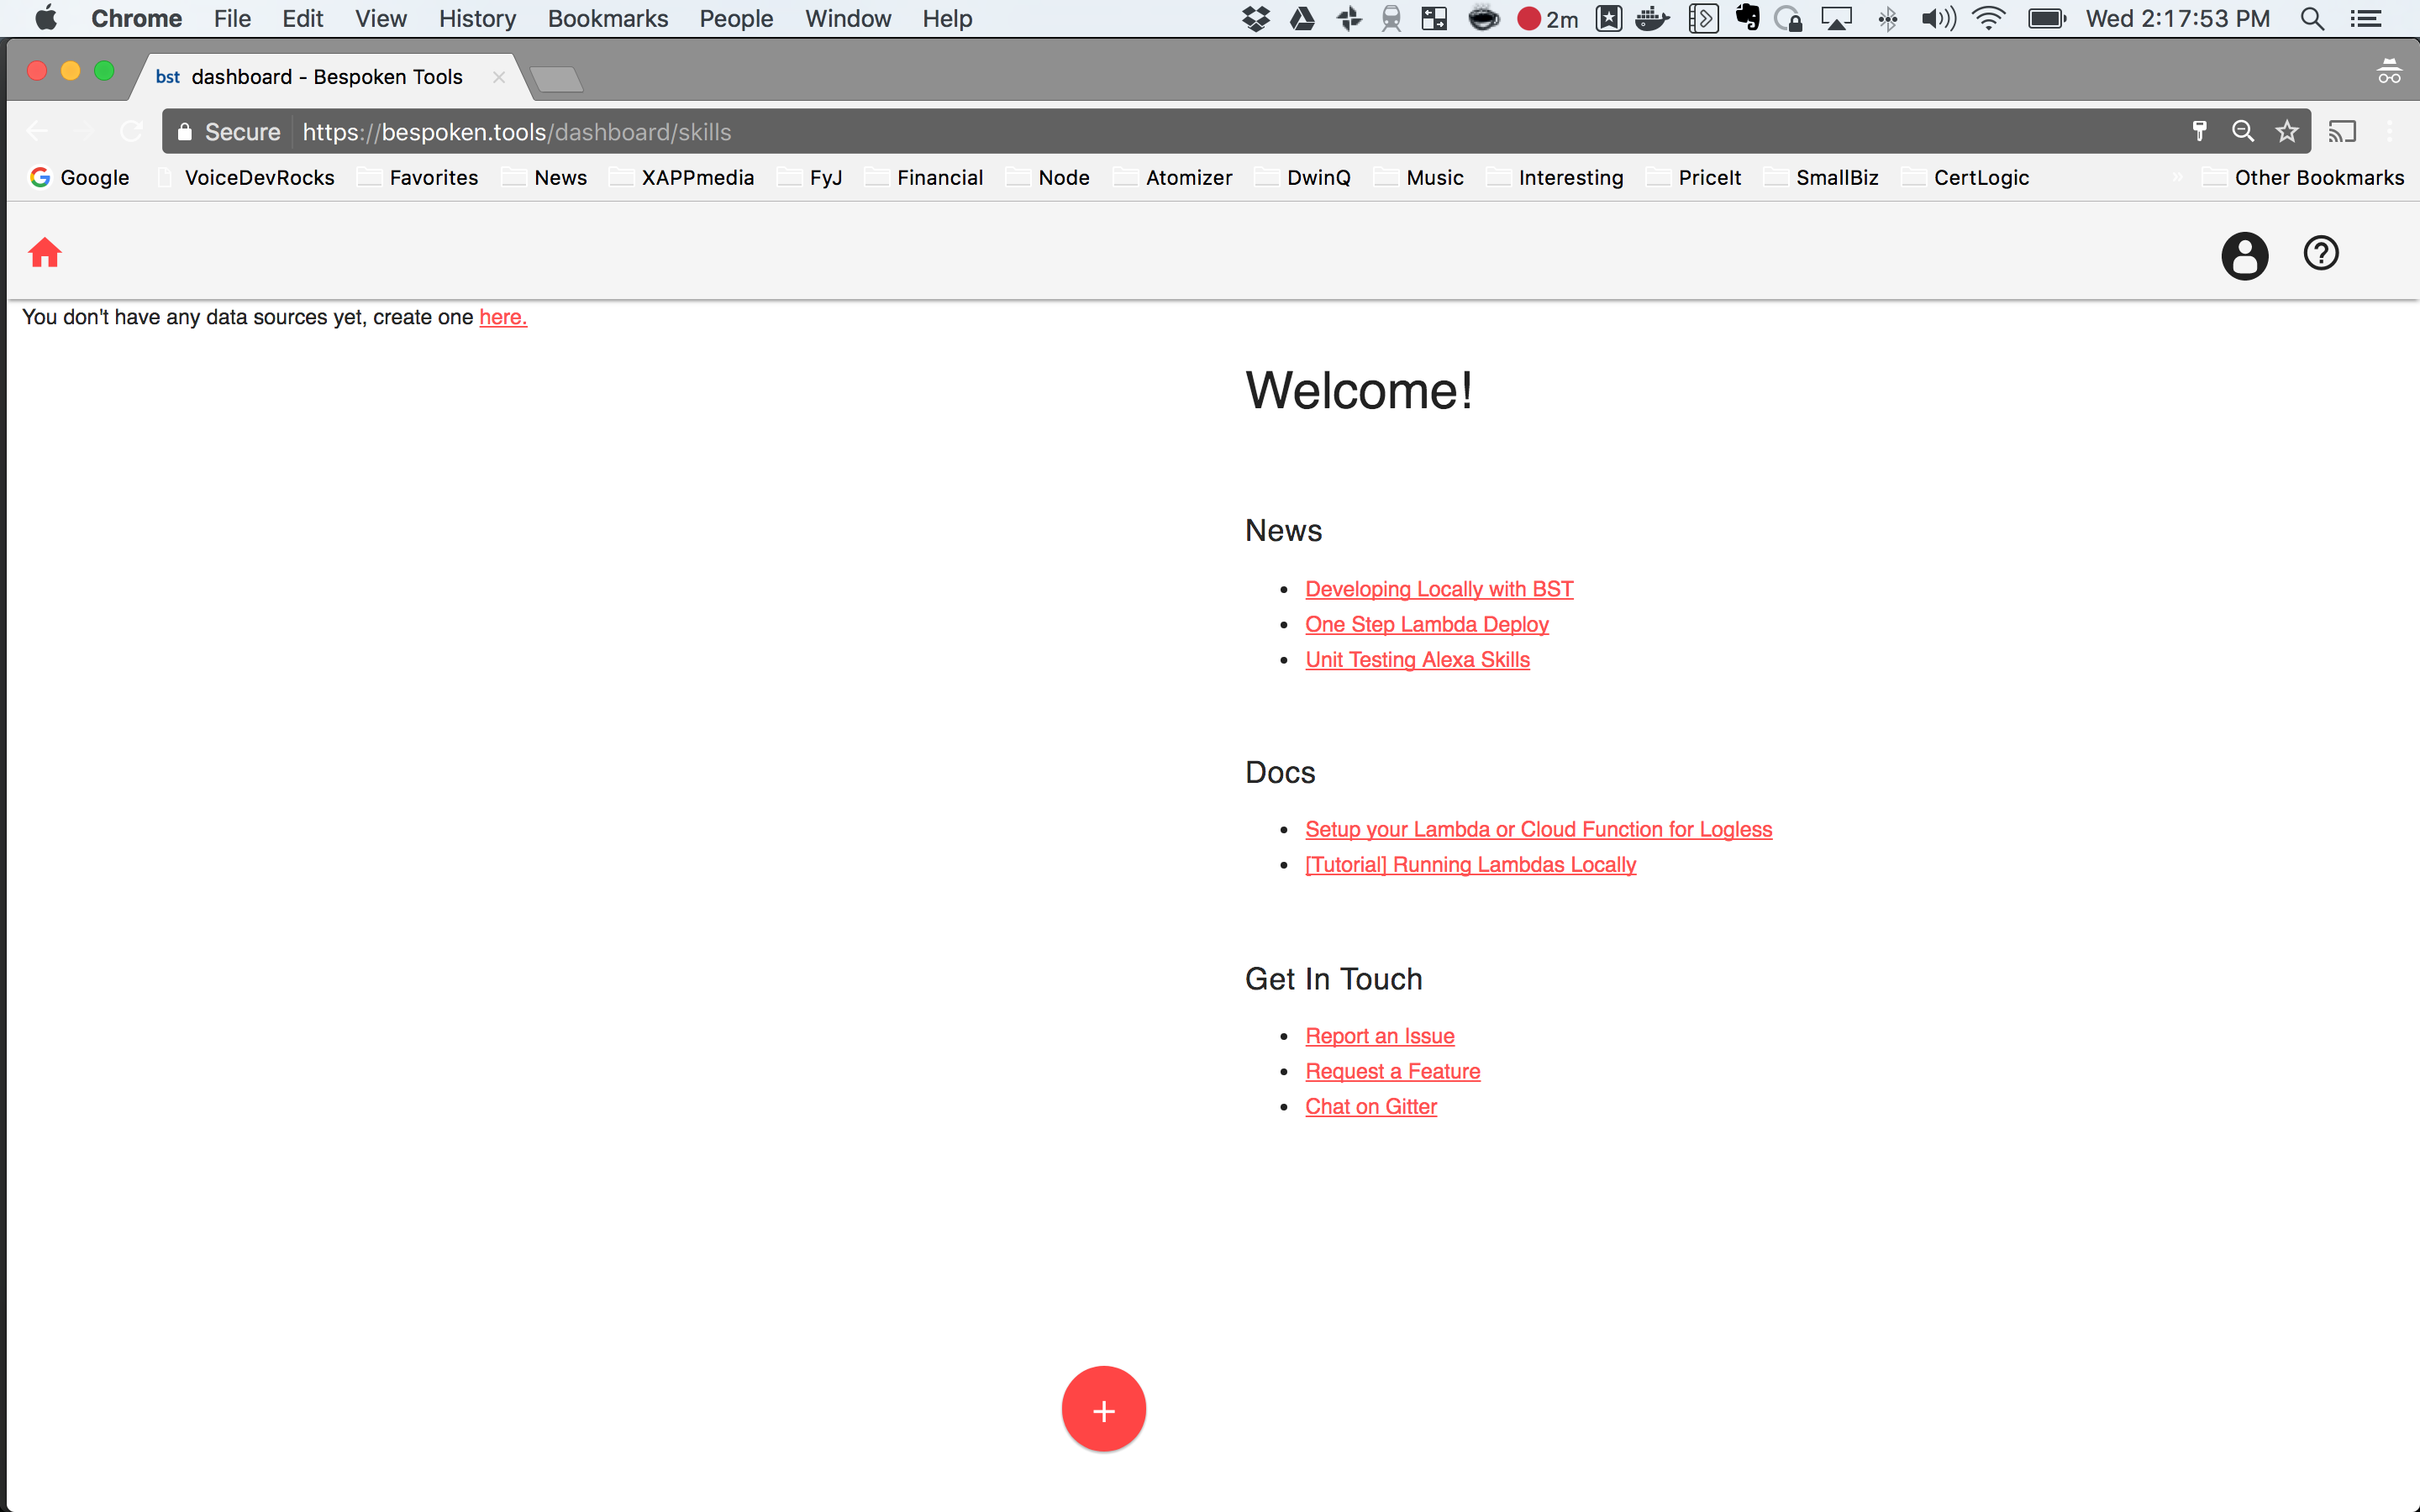 Chrome File Edit View History Bookmarks People Window Help 2m Wed 2:17:53 PM
bst dashboard - Bespoken Tools
Secure https://bespoken.tools/dashboard/skills
Google VoiceDevRocks Favorites News XAPPmedia FyJ Financial Node Atomizer DwinQ Music Interesting PriceIt SmallBiz CertLogic » Other Bookmarks
You don't have any data sources yet, create one here.
Welcome!
News
Developing Locally with BST
One Step Lambda Deploy
Unit Testing Alexa Skills
Docs
Setup your Lambda or Cloud Function for Logless
[Tutorial] Running Lambdas Locally
Get In Touch
Report an Issue
Request a Feature
Chat on Gitter
+